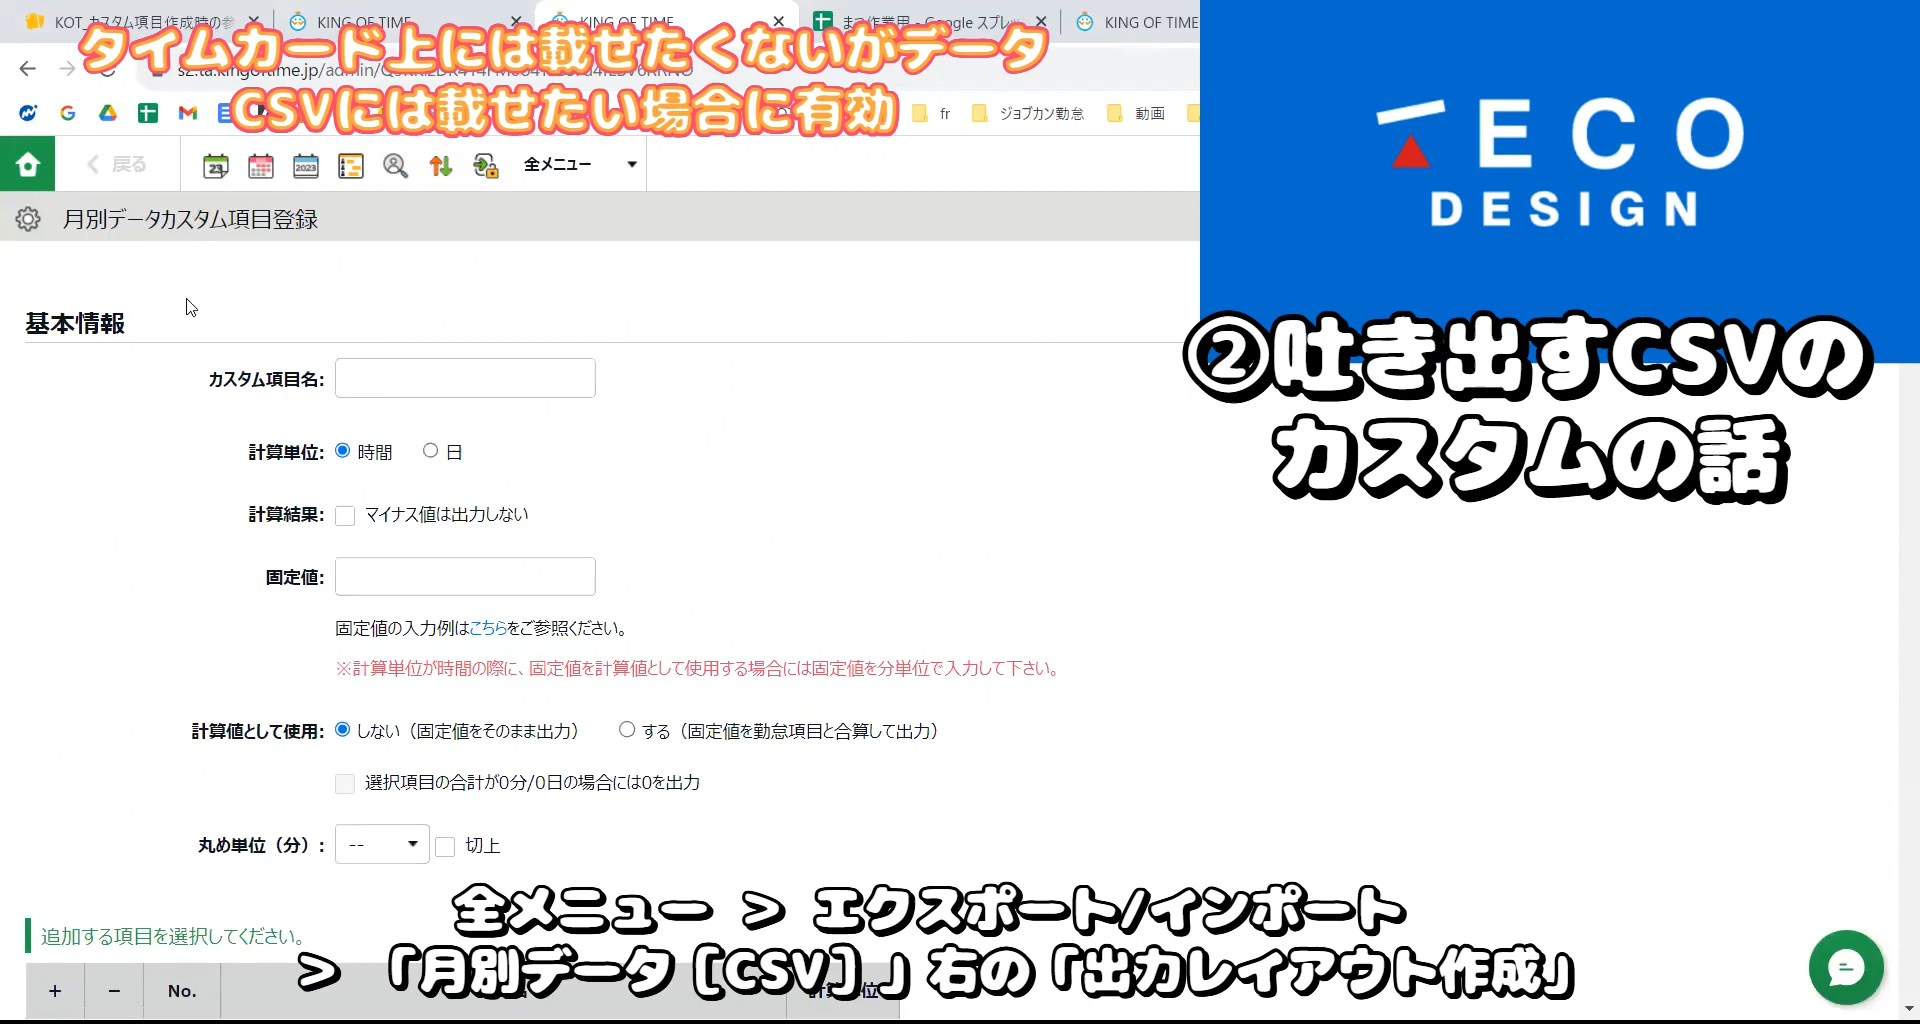 KOT_カスタム項目作成時の参
KING OF TIME
KING OF TIME
まつ作業用 - Google スプレッ
KING OF TIME
タイムカード上には載せたくないがデータ
CSVには載せたい場合に有効
fr
ジョブカン勤怠
動画
戻る
全メニュー
月別データカスタム項目登録
TECO
DESIGN
②吐き出すCSVの
カスタムの話
基本情報
カスタム項目名:
計算単位: 時間 日
計算結果: マイナス値は出力しない
固定値:
固定値の入力例はこちらをご参照ください。
※計算単位が時間の際に、固定値を計算値として使用する場合には固定値を分単位で入力して下さい。
計算値として使用: しない（固定値をそのまま出力） する（固定値を勤怠項目と合算して出力）
選択項目の合計が0分/0日の場合には0を出力
丸め単位（分）: -- 切上
追加する項目を選択してください。
+ - No.
全メニュー > エクスポート/インポート
> 「月別データ［CSV］」右の「出力レイアウト作成」